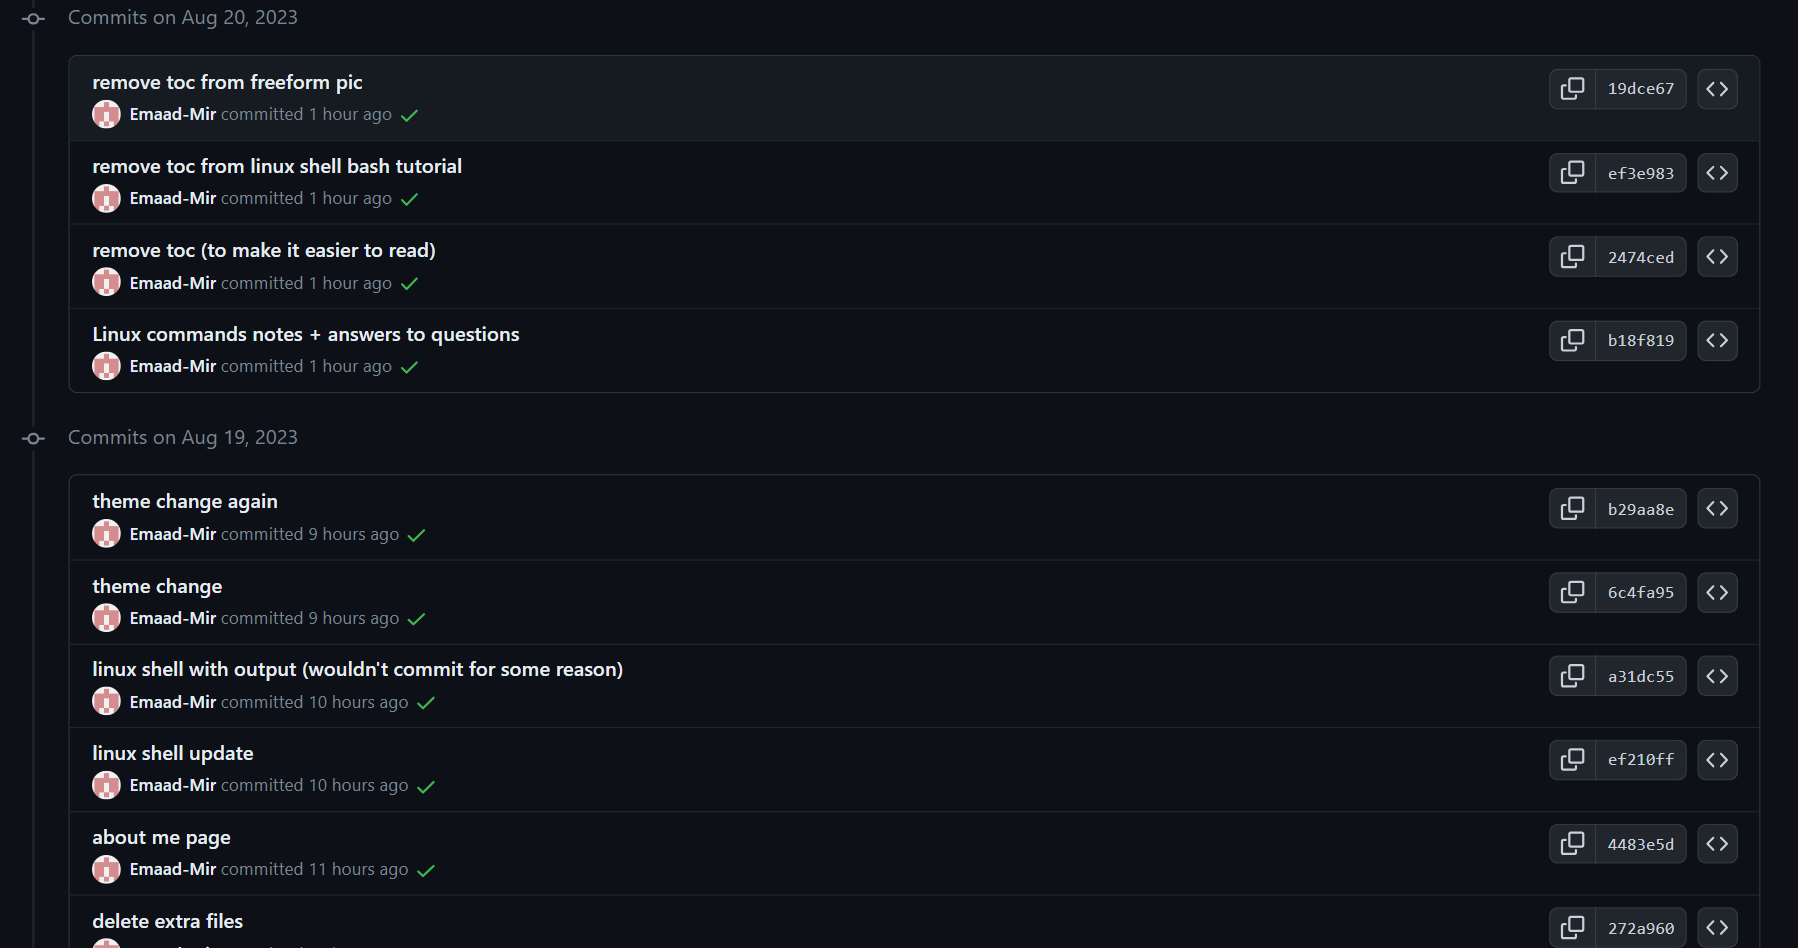 Commits on Aug 20, 2023
remove toc from freeform pic
Emaad-Mir committed 1 hour ago
19dce67
remove toc from linux shell bash tutorial
Emaad-Mir committed 1 hour ago
ef3e983
remove toc (to make it easier to read)
Emaad-Mir committed 1 hour ago
2474ced
Linux commands notes + answers to questions
Emaad-Mir committed 1 hour ago
b18f819
Commits on Aug 19, 2023
theme change again
Emaad-Mir committed 9 hours ago
b29aa8e
theme change
Emaad-Mir committed 9 hours ago
6c4fa95
linux shell with output (wouldn't commit for some reason)
Emaad-Mir committed 10 hours ago
a31dc55
linux shell update
Emaad-Mir committed 10 hours ago
ef210ff
about me page
Emaad-Mir committed 11 hours ago
4483e5d
delete extra files
272a960